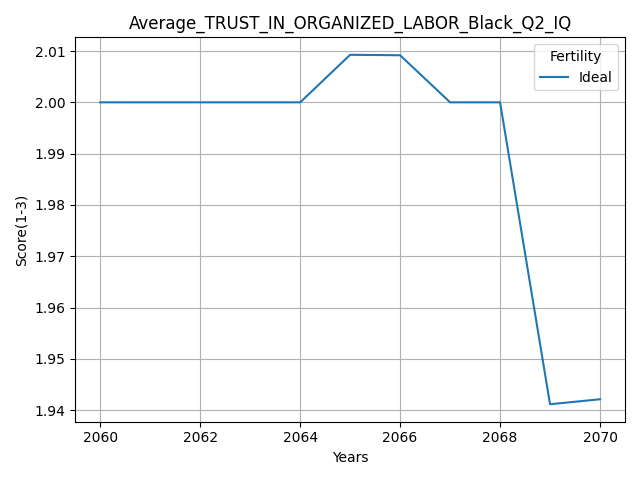 Average_TRUST_IN_ORGANIZED_LABOR_Black_Q2_IQ
Fertility
Ideal
Score(1-3)
2.01
2.00
1.99
1.98
1.97
1.96
1.95
1.94
2060 2062 2064 2066 2068 2070
Years